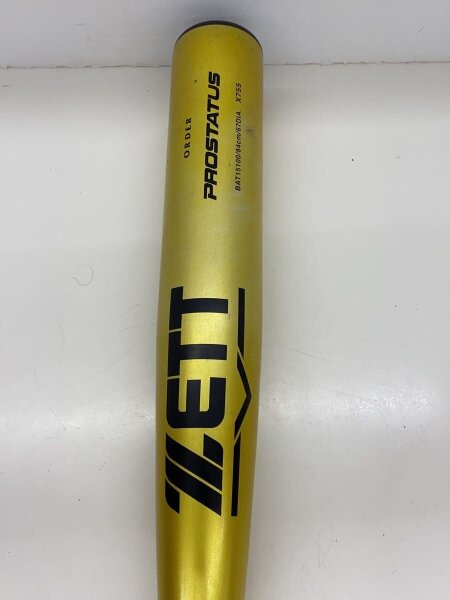 ORDER
PROSTATUS
BAT15100/84cm/67DIA. X755
ZETT